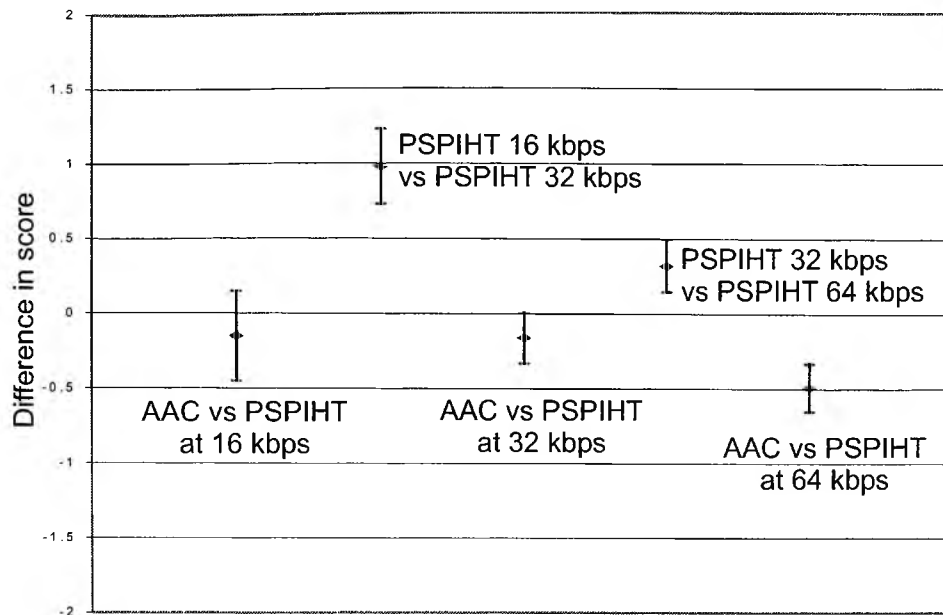 Difference in score
2
1.5
1
0.5
0
-0.5
-1
-1.5
-2
PSPIHT 16 kbps
vs PSPIHT 32 kbps
PSPIHT 32 kbps
vs PSPIHT 64 kbps
AAC vs PSPIHT
at 16 kbps
AAC vs PSPIHT
at 32 kbps
AAC vs PSPIHT
at 64 kbps